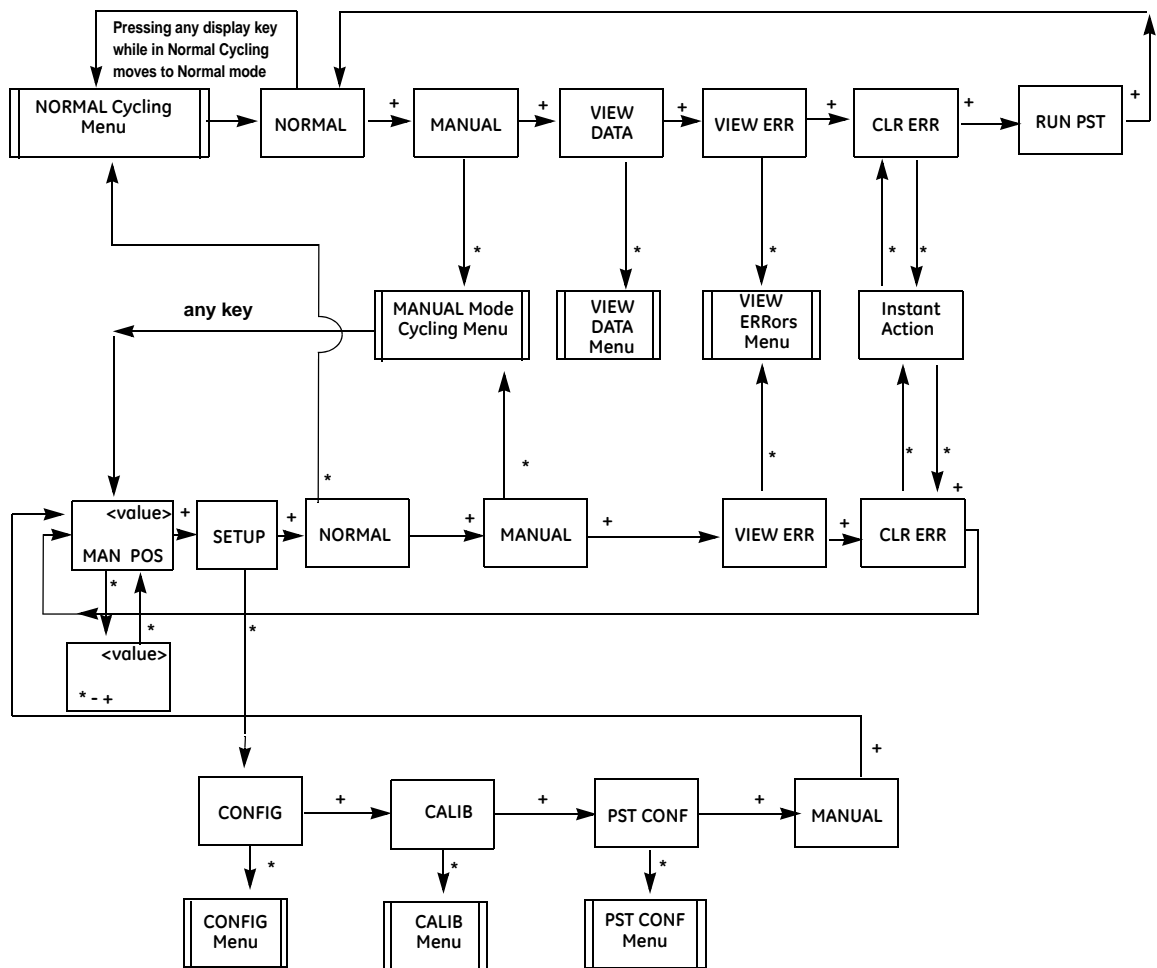 Pressing any display key
while in Normal Cycling
moves to Normal mode
NORMAL Cycling
Menu
NORMAL
+
MANUAL
+
VIEW
DATA
+
VIEW ERR
+
CLR ERR
+
RUN PST
+
*
*
*
*
*
any key
MANUAL Mode
Cycling Menu
VIEW
DATA
Menu
VIEW
ERRors
Menu
Instant
Action
*
*
*
*
*
<value>
MAN POS
+
SETUP
+
NORMAL
+
MANUAL
+
VIEW ERR
+
CLR ERR
+
*
*
*
<value>
* - +
+
CONFIG
+
CALIB
+
PST CONF
+
MANUAL
*
*
*
CONFIG
Menu
CALIB
Menu
PST CONF
Menu